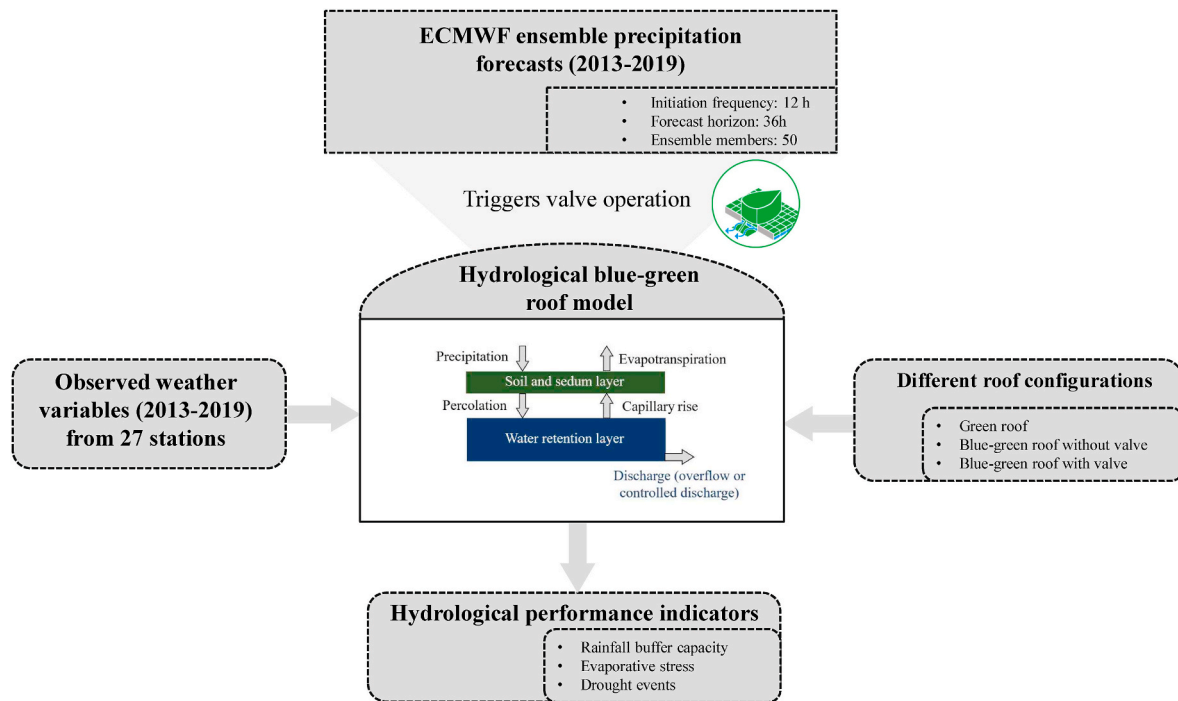 ECMWF ensemble precipitation
forecasts (2013-2019)
• Initiation frequency: 12 h
• Forecast horizon: 36h
• Ensemble members: 50
Triggers valve operation
Hydrological blue-green
roof model
Precipitation
Evapotranspiration
Soil and sedum layer
Percolation
Capillary rise
Water retention layer
Discharge (overflow or
controlled discharge)
Observed weather
variables (2013-2019)
from 27 stations
Different roof configurations
• Green roof
• Blue-green roof without valve
• Blue-green roof with valve
Hydrological performance indicators
• Rainfall buffer capacity
• Evaporative stress
• Drought events